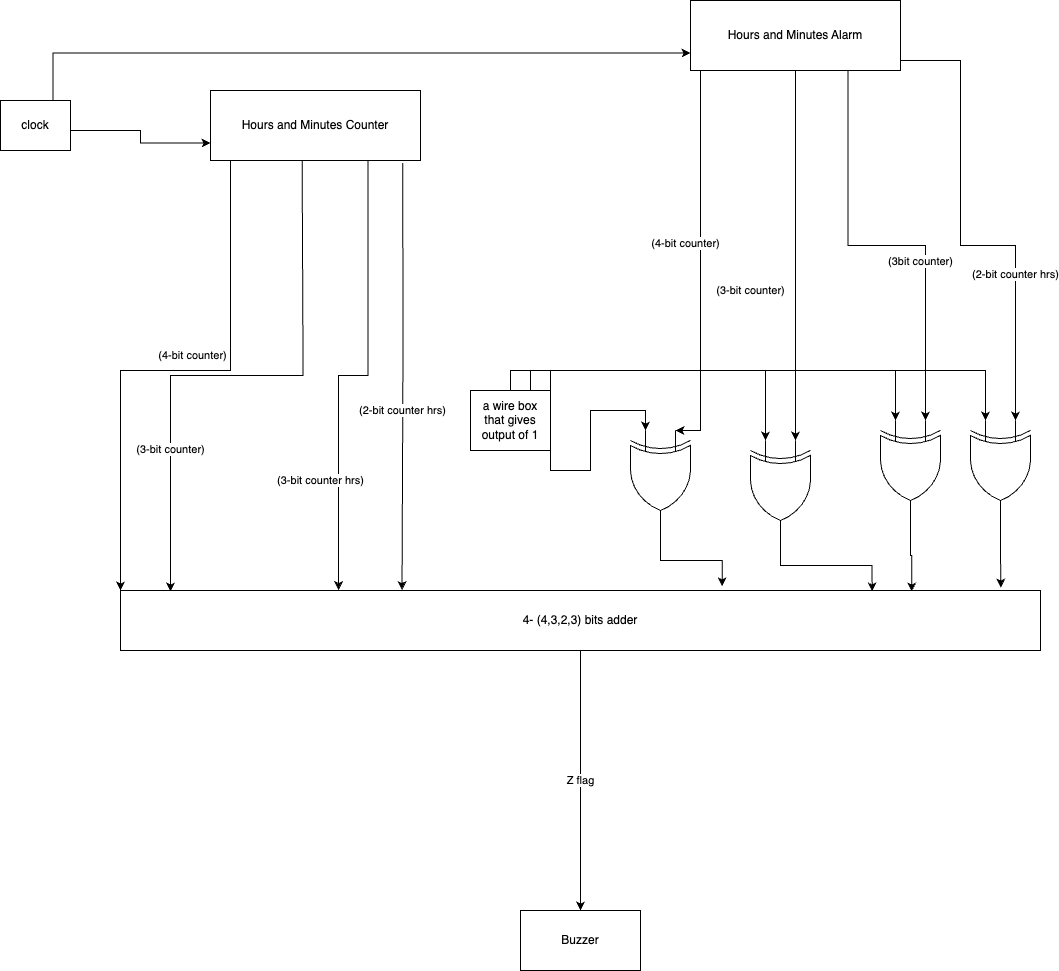 Hours and Minutes Alarm
clock
Hours and Minutes Counter
(4-bit counter)
(3bit counter)
(2-bit counter hrs)
(3-bit counter)
(4-bit counter)
a wire box
that gives
output of 1
(2-bit counter hrs)
(3-bit counter)
(3-bit counter hrs)
4- (4,3,2,3) bits adder
Z flag
Buzzer